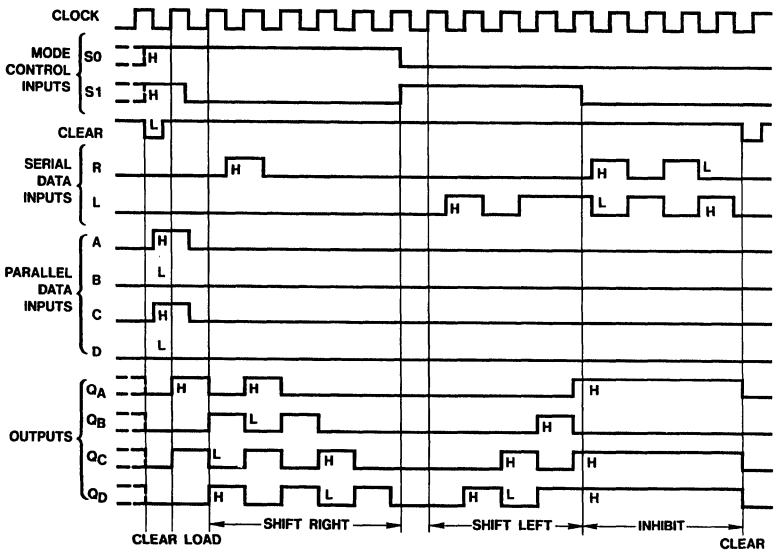 CLOCK
MODE
CONTROL
INPUTS
S0
H
S1
H
CLEAR
L
SERIAL
DATA
INPUTS
R
H
H
L
L
H
L
H
PARALLEL
DATA
INPUTS
A
H
B
L
C
H
D
L
OUTPUTS
QA
H
H
H
QB
L
H
QC
L
H
H
H
QD
H
L
H
L
H
SHIFT RIGHT
SHIFT LEFT
INHIBIT
CLEAR LOAD
CLEAR